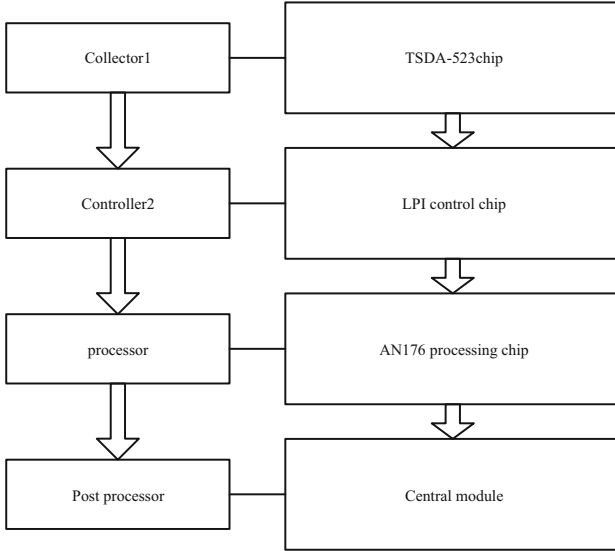 Collector1
TSDA-523chip
Controller2
LPI control chip
processor
AN176 processing chip
Post processor
Central module